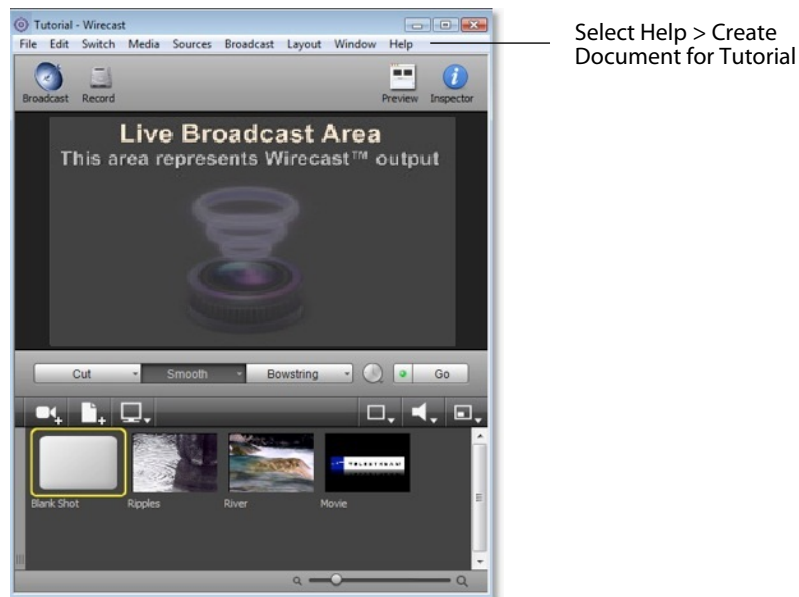 Tutorial - Wirecast
File Edit Switch Media Sources Broadcast Layout Window Help
Select Help > Create
Document for Tutorial
Broadcast Record Preview Inspector
Live Broadcast Area
This area represents Wirecast™ output
Cut Smooth Bowstring Go
TELESTREAM
Blank Shot Ripples River Movie